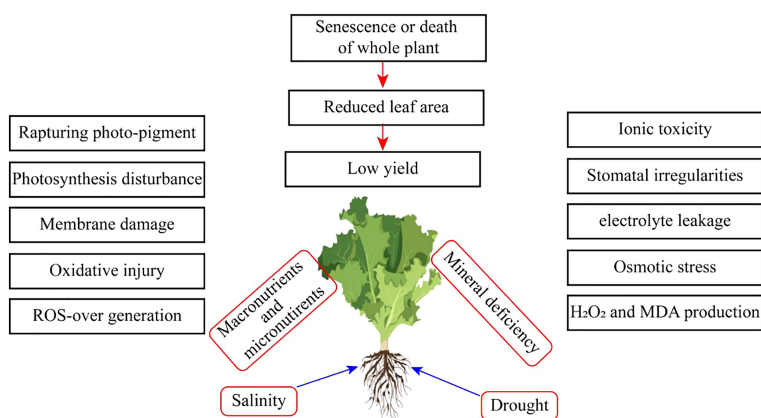 Senescence or death
of whole plant
Reduced leaf area
Low yield
Rapturing photo-pigment
Photosynthesis disturbance
Membrane damage
Oxidative injury
ROS-over generation
Ionic toxicity
Stomatal irregularities
electrolyte leakage
Osmotic stress
H₂O₂ and MDA production
Macronutrients
and
micronutirents
Mineral deficiency
Salinity
Drought